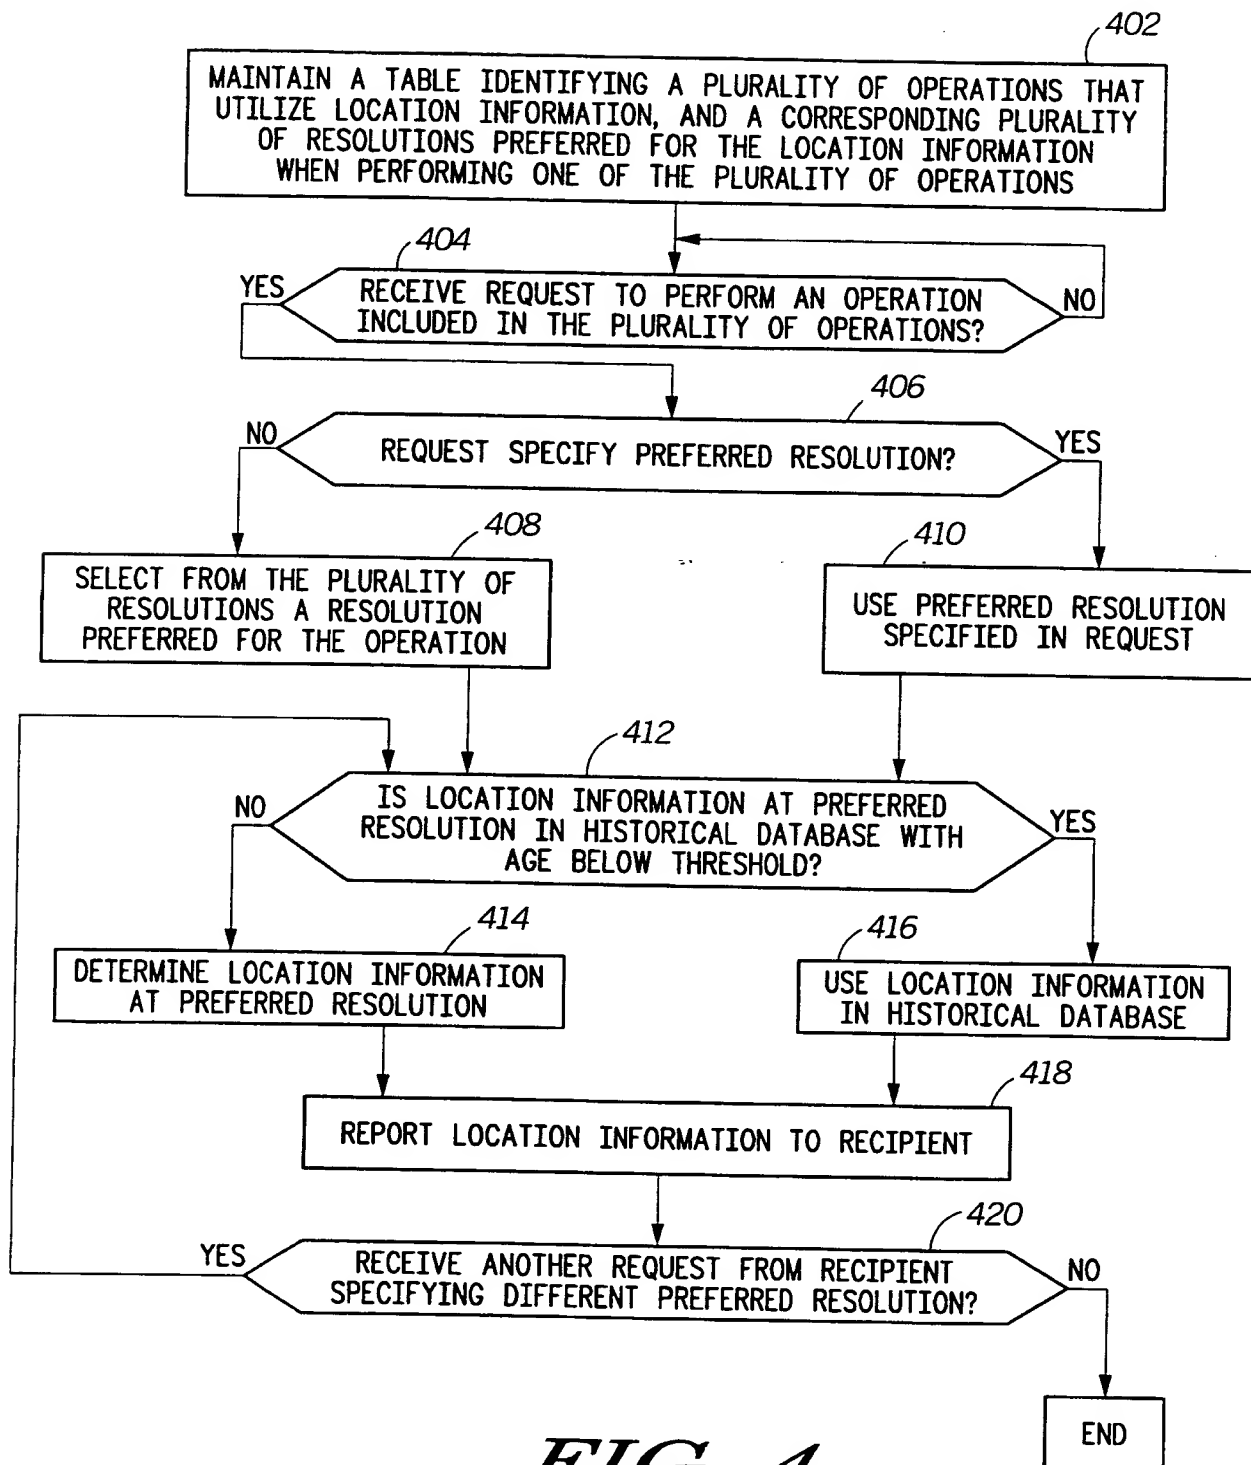 402
MAINTAIN A TABLE IDENTIFYING A PLURALITY OF OPERATIONS THAT
UTILIZE LOCATION INFORMATION, AND A CORRESPONDING PLURALITY
OF RESOLUTIONS PREFERRED FOR THE LOCATION INFORMATION
WHEN PERFORMING ONE OF THE PLURALITY OF OPERATIONS
404
YES
RECEIVE REQUEST TO PERFORM AN OPERATION
INCLUDED IN THE PLURALITY OF OPERATIONS?
NO
406
NO
REQUEST SPECIFY PREFERRED RESOLUTION?
YES
408
SELECT FROM THE PLURALITY OF
RESOLUTIONS A RESOLUTION
PREFERRED FOR THE OPERATION
410
USE PREFERRED RESOLUTION
SPECIFIED IN REQUEST
412
NO
IS LOCATION INFORMATION AT PREFERRED
RESOLUTION IN HISTORICAL DATABASE WITH
AGE BELOW THRESHOLD?
YES
414
DETERMINE LOCATION INFORMATION
AT PREFERRED RESOLUTION
416
USE LOCATION INFORMATION
IN HISTORICAL DATABASE
418
REPORT LOCATION INFORMATION TO RECIPIENT
420
YES
RECEIVE ANOTHER REQUEST FROM RECIPIENT
SPECIFYING DIFFERENT PREFERRED RESOLUTION?
NO
END
FIG. 4